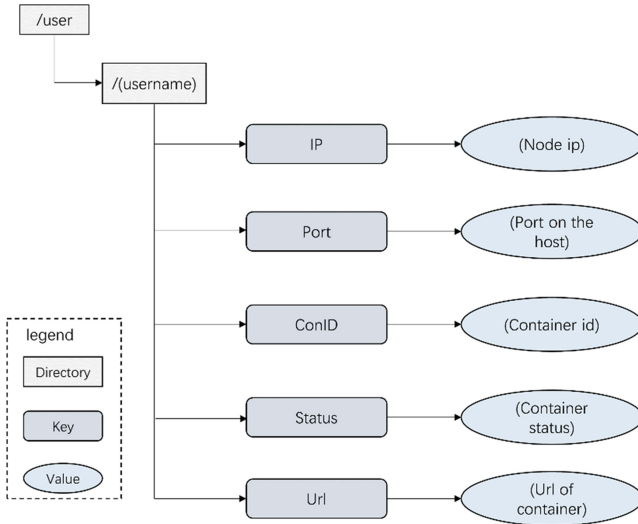 /user
/(username)
IP
(Node ip)
Port
(Port on the
host)
ConID
(Container id)
Status
(Container
status)
Url
(Url of
container)
legend
Directory
Key
Value